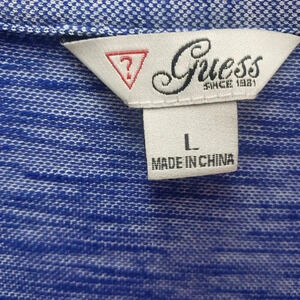 ?
Guess
SINCE 1981
L
MADE IN CHINA